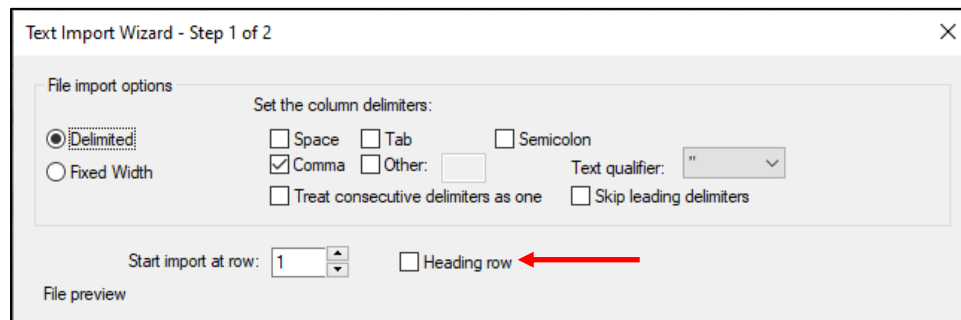 Text Import Wizard - Step 1 of 2
File import options
Set the column delimiters:
Delimited
Space Tab Semicolon
Fixed Width
Comma Other: Text qualifier: "
Treat consecutive delimiters as one Skip leading delimiters
Start import at row: 1 Heading row
File preview